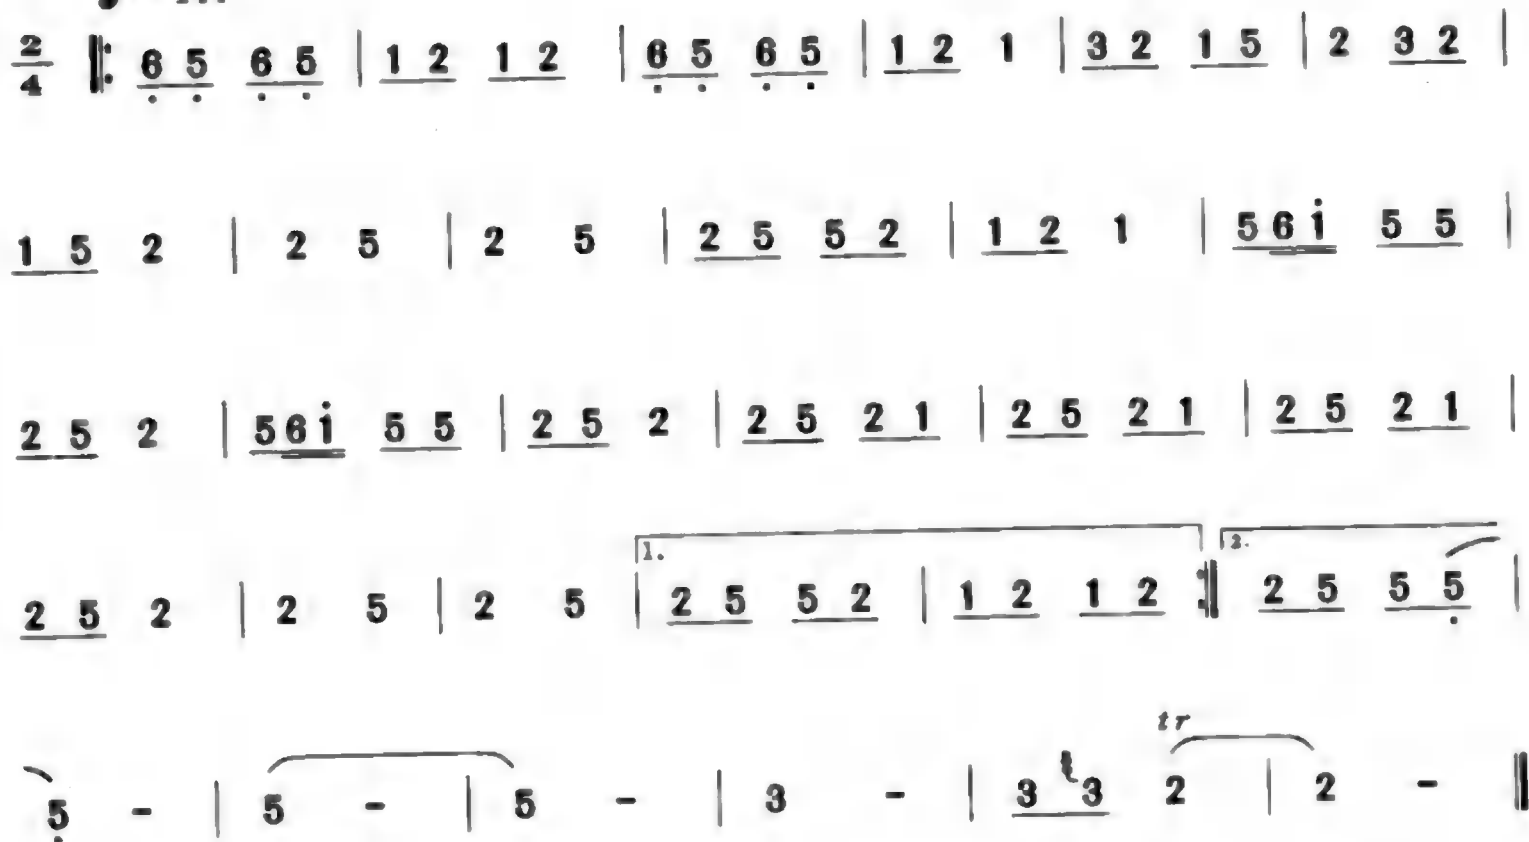 2/4 ‖: 6̣ 5̣ 6̣ 5̣ | 1 2 1 2 | 6̣ 5̣ 6̣ 5̣ | 1 2 1 | 3 2 1 5 | 2 3 2 |
1 5 2 | 2 5 | 2 5 | 2 5 5 2 | 1 2 1 | 5 6 i 5 5 |
2 5 2 | 5 6 i 5 5 | 2 5 2 | 2 5 2 1 | 2 5 2 1 | 2 5 2 1 |
1. 2.
2 5 2 | 2 5 | 2 5 | 2 5 5 2 | 1 2 1 2 :‖ 2 5 5 5̣ |
tr
5̣ - | 5 - | 5 - | 3 - | 3 3 2 | 2 - ‖